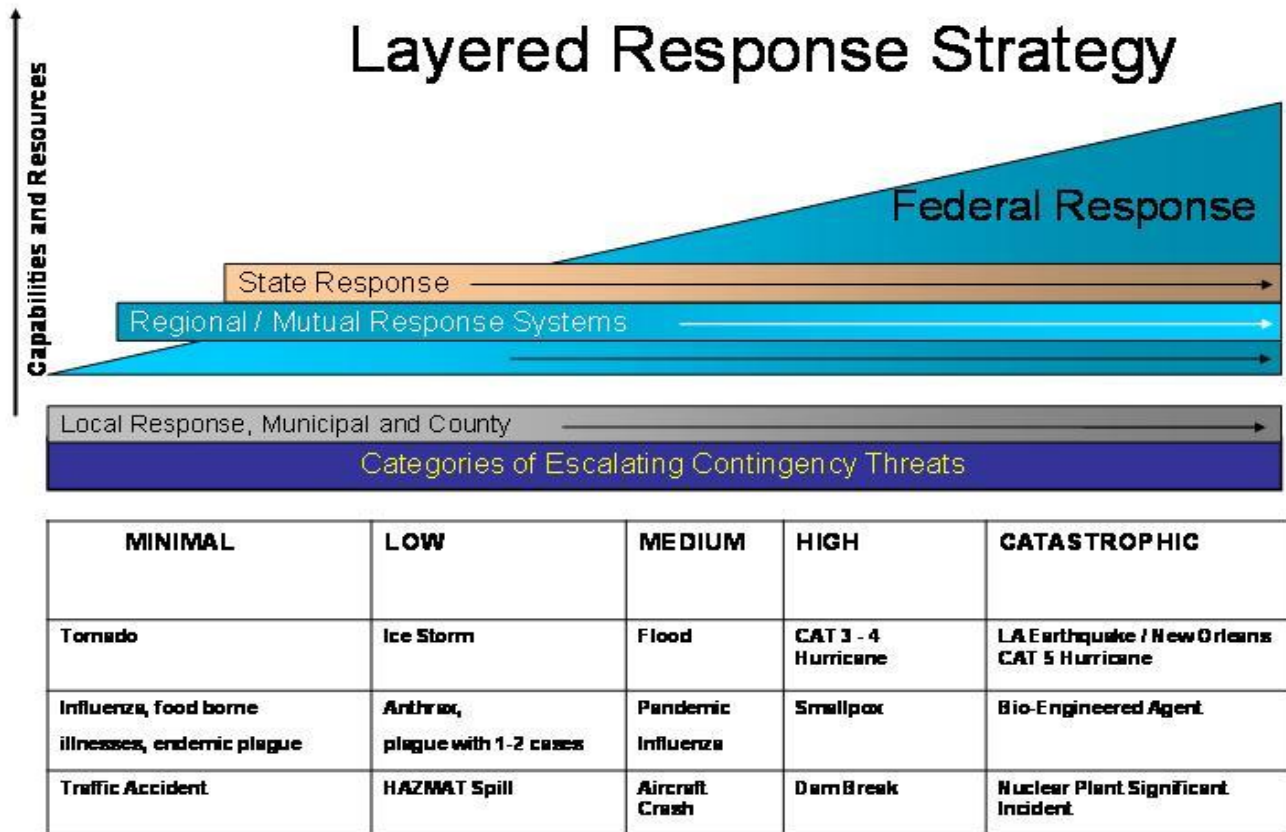 Layered Response Strategy
Capabilities and Resources
Federal Response
State Response
Regional / Mutual Response Systems
Local Response, Municipal and County
Categories of Escalating Contingency Threats
MINIMAL
LOW
MEDIUM
HIGH
CATASTROPHIC
Tornado
Ice Storm
Flood
CAT 3 - 4
Hurricane
LA Earthquake / New Orleans
CAT 5 Hurricane
Influenza, food borne
illnesses, endemic plague
Anthrax,
plague with 1-2 cases
Pandemic
Influenza
Smallpox
Bio-Engineered Agent
Traffic Accident
HAZMAT Spill
Aircraft
Crash
Dam Break
Nuclear Plant Significant
Incident